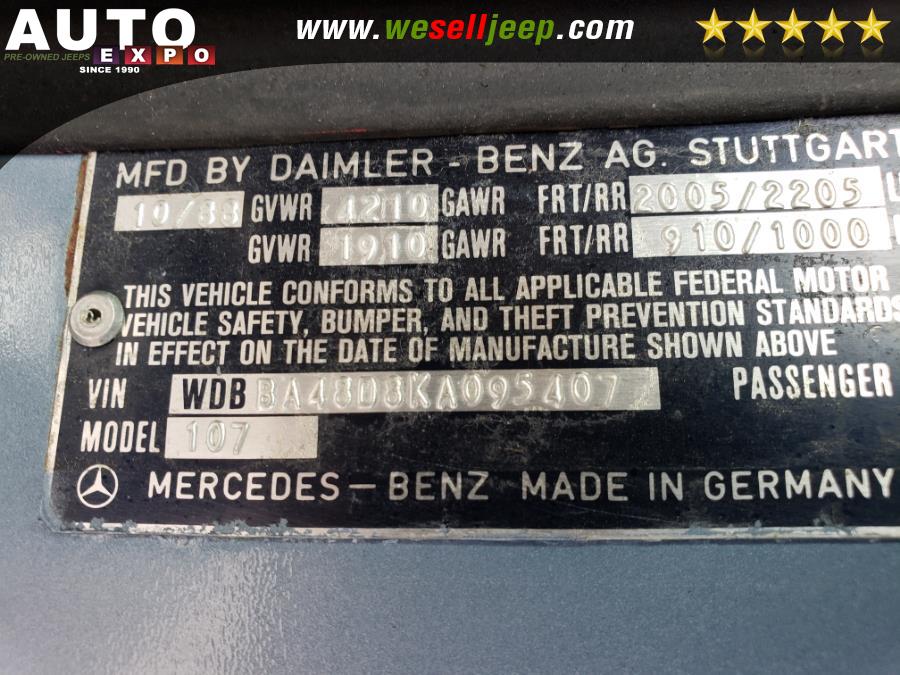 AUTO
EXPO
PRE-OWNED JEEPS
SINCE 1990
www.weselljeep.com
MFD BY DAIMLER - BENZ AG. STUTTGART
10/88 GVWR 4210 GAWR FRT/RR 2005/2205
GVWR 1910 GAWR FRT/RR 910/1000
THIS VEHICLE CONFORMS TO ALL APPLICABLE FEDERAL MOTOR
VEHICLE SAFETY, BUMPER, AND THEFT PREVENTION STANDARDS
IN EFFECT ON THE DATE OF MANUFACTURE SHOWN ABOVE
VIN WDB BA48D8KA095407 PASSENGER
MODEL 107
MERCEDES - BENZ MADE IN GERMANY